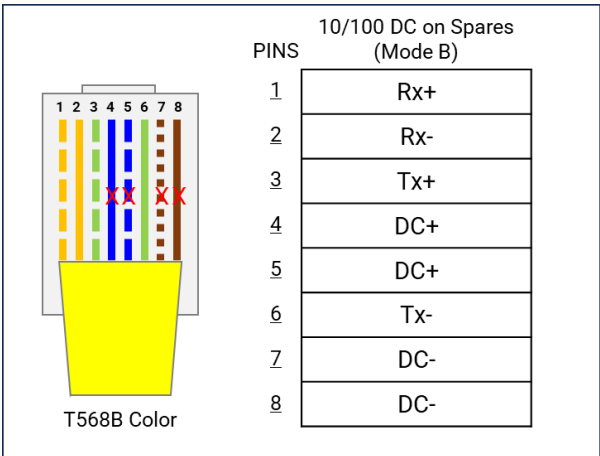 10/100 DC on Spares
PINS (Mode B)
1 2 3 4 5 6 7 8
X X X X
1 Rx+
2 Rx-
3 Tx+
4 DC+
5 DC+
6 Tx-
7 DC-
8 DC-
T568B Color